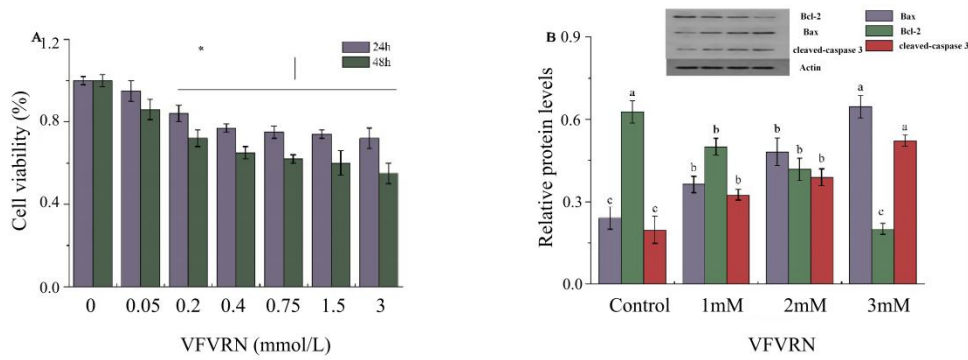 A
1.2
0.8
0.4
0.0
Cell viability (%)
*
24h
48h
0 0.05 0.2 0.4 0.75 1.5 3
VFVRN (mmol/L)
B
0.9
0.6
0.3
0.0
Relative protein levels
Bcl-2
Bax
cleaved-caspase 3
Actin
Bax
Bcl-2
cleaved-caspase 3
c a c
b b b
b b b
a c a
Control 1mM 2mM 3mM
VFVRN